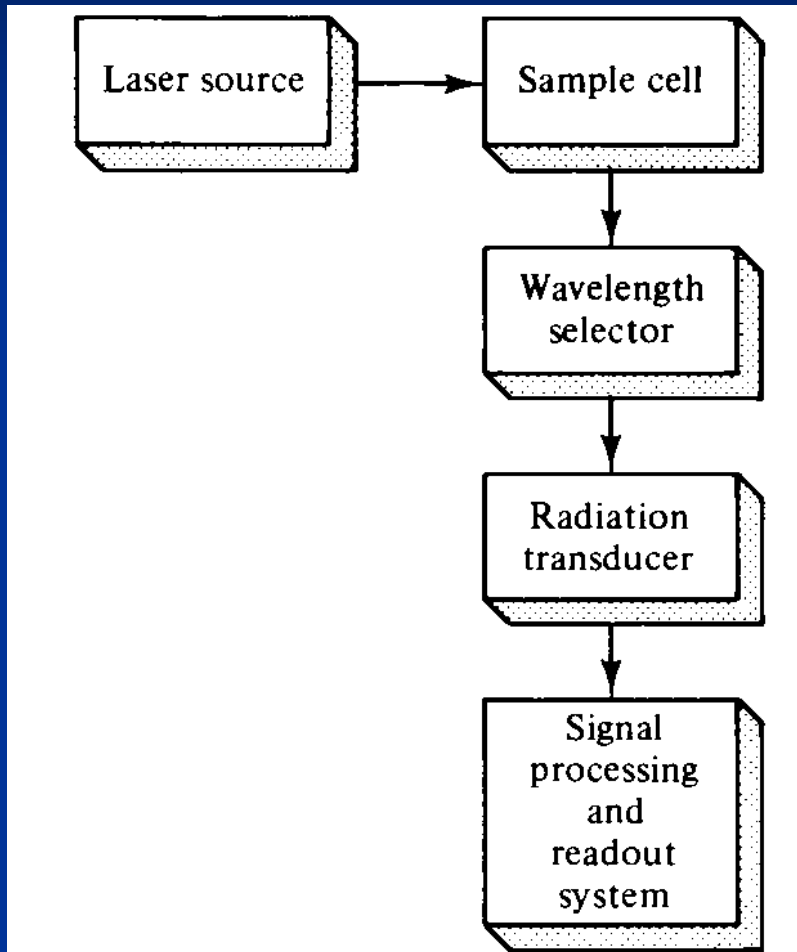 Laser source
Sample cell
Wavelength
selector
Radiation
transducer
Signal
processing
and
readout
system